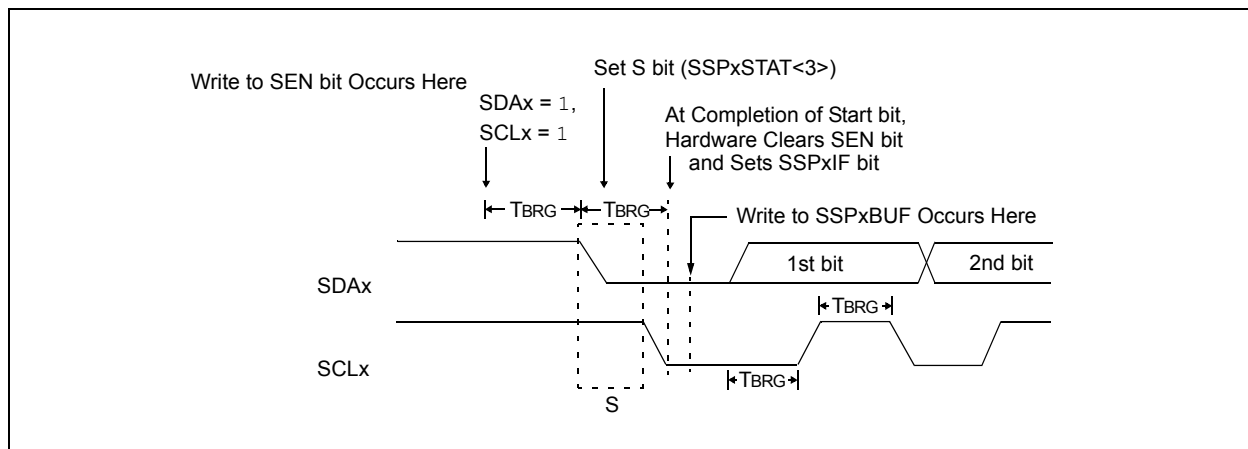 Set S bit (SSPxSTAT<3>)
Write to SEN bit Occurs Here
SDAx = 1,
SCLx = 1
At Completion of Start bit,
Hardware Clears SEN bit
and Sets SSPxIF bit
TBRG
TBRG
Write to SSPxBUF Occurs Here
1st bit
2nd bit
SDAx
TBRG
SCLx
TBRG
S